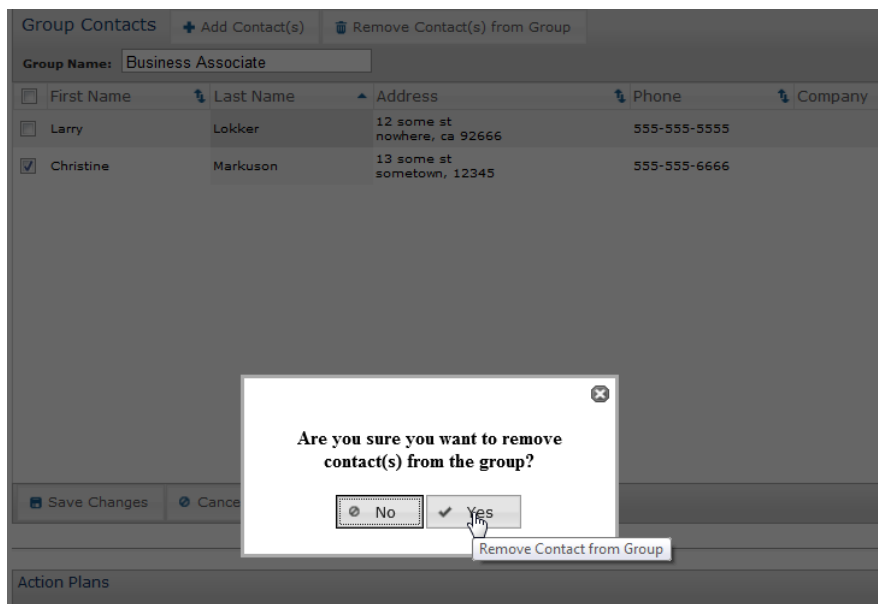 Group Contacts Add Contact(s) Remove Contact(s) from Group
Group Name: Business Associate
First Name Last Name Address Phone Company
Larry Lokker 12 some st nowhere, ca 92666 555-555-5555
Christine Markuson 13 some st sometown, 12345 555-555-6666
Are you sure you want to remove
contact(s) from the group?
Save Changes Cance
No Yes
Remove Contact from Group
Action Plans